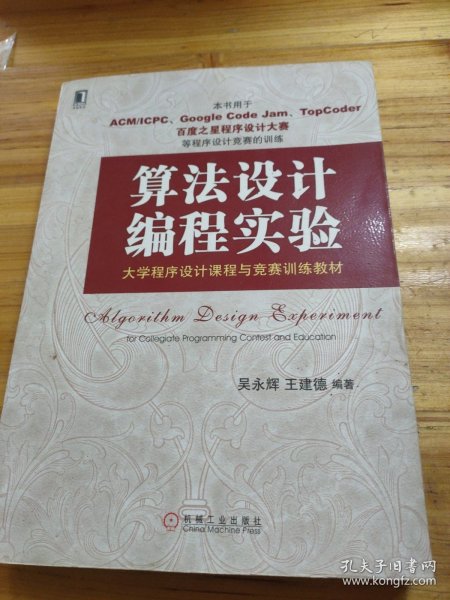 本书用于
ACM/ICPC、Google Code Jam、TopCoder
百度之星程序设计大赛
等程序设计竞赛的训练
算法设计
编程实验
大学程序设计课程与竞赛训练教材
Algorithm Design Experiment
for Collegiate Programming Contest and Education
吴永辉 王建德 编著
机械工业出版社
China Machine Press
孔夫子旧书网
www.kongfz.com